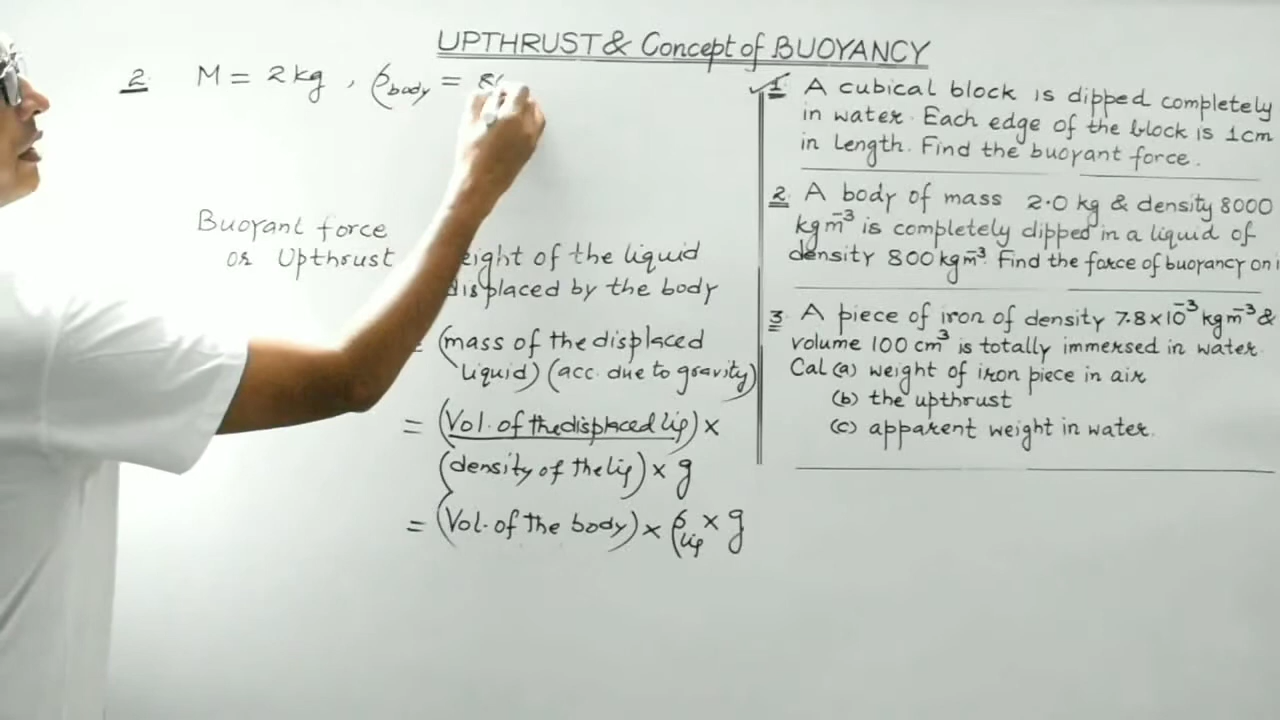 UPTHRUST & Concept of BUOYANCY
2. M = 2 kg, ρbody = 8
Buoyant force
or Upthrust
eight of the liquid
displaced by the body
= (mass of the displaced
liquid) (acc. due to gravity)
= (Vol. of the displaced liq) ×
(density of the liq) × g
= (Vol. of the body) × ρliq × g
1. A cubical block is dipped completely
in water. Each edge of the block is 1cm
in length. Find the buoyant force.
2. A body of mass 2.0 kg & density 8000
kgm⁻³ is completely dipped in a liquid of
density 800 kgm⁻³. Find the force of buoyancy on i
3. A piece of iron of density 7.8×10⁻³ kgm⁻³ &
volume 100 cm³ is totally immersed in water.
Cal (a) weight of iron piece in air
(b) the upthrust
(c) apparent weight in water.